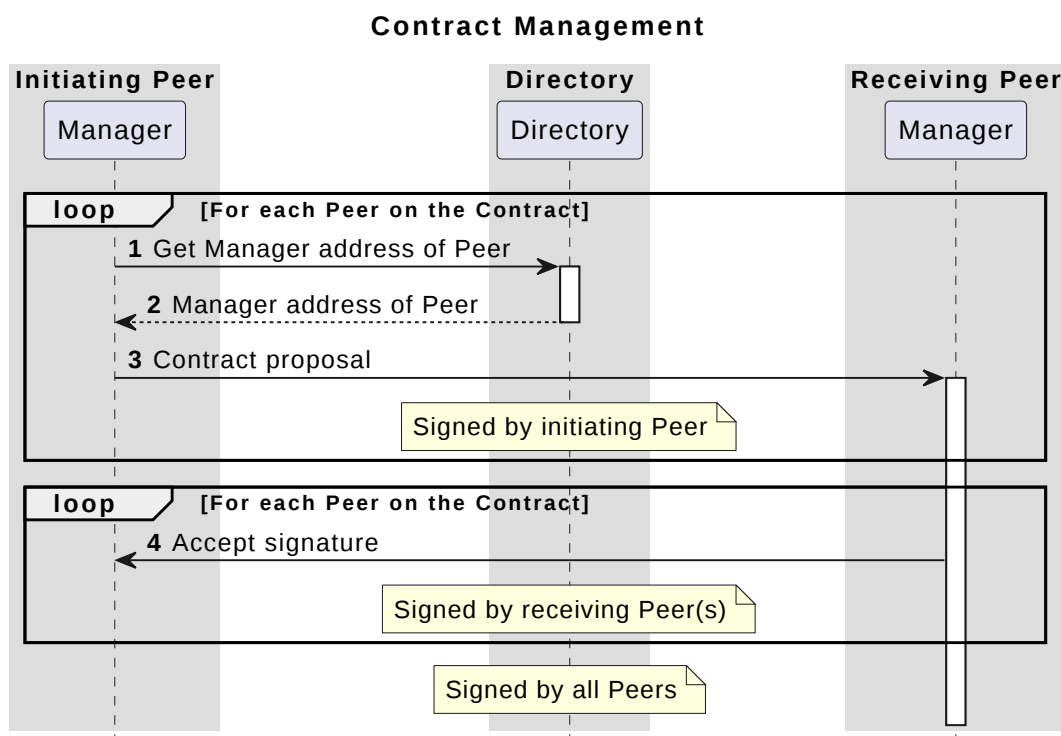 Contract Management
Initiating Peer
Directory
Receiving Peer
Manager
Directory
Manager
loop
[For each Peer on the Contract]
1 Get Manager address of Peer
2 Manager address of Peer
3 Contract proposal
Signed by initiating Peer
loop
[For each Peer on the Contract]
4 Accept signature
Signed by receiving Peer(s)
Signed by all Peers